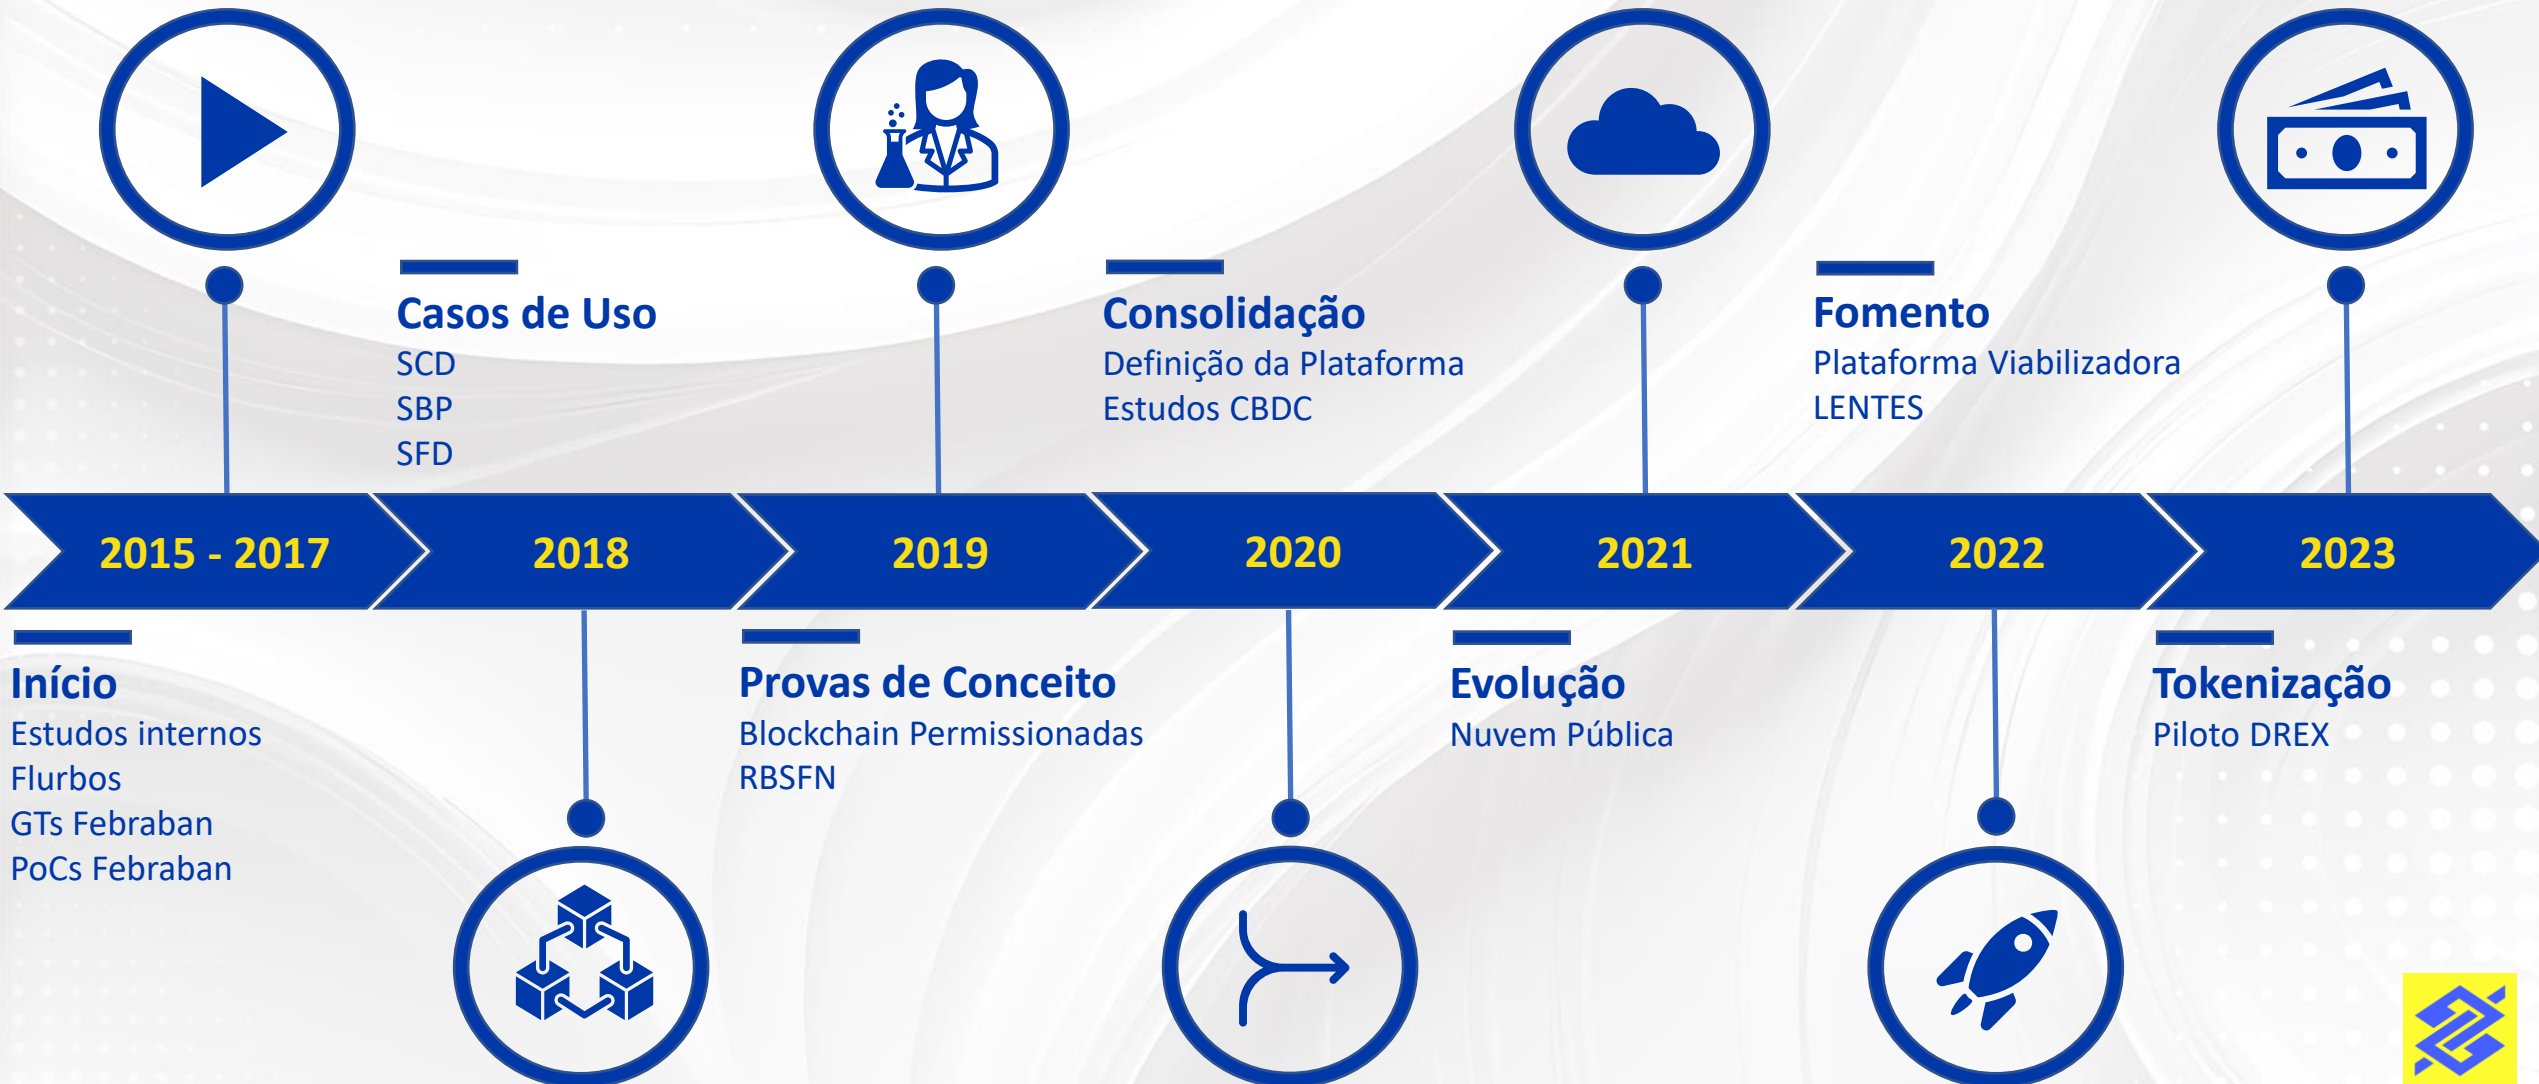 Casos de Uso
SCD
SBP
SFD
Consolidação
Definição da Plataforma
Estudos CBDC
Fomento
Plataforma Viabilizadora
LENTES
2015 - 2017
2018
2019
2020
2021
2022
2023
Início
Estudos internos
Flurbos
GTs Febraban
PoCs Febraban
Provas de Conceito
Blockchain Permissionadas
RBSFN
Evolução
Nuvem Pública
Tokenização
Piloto DREX